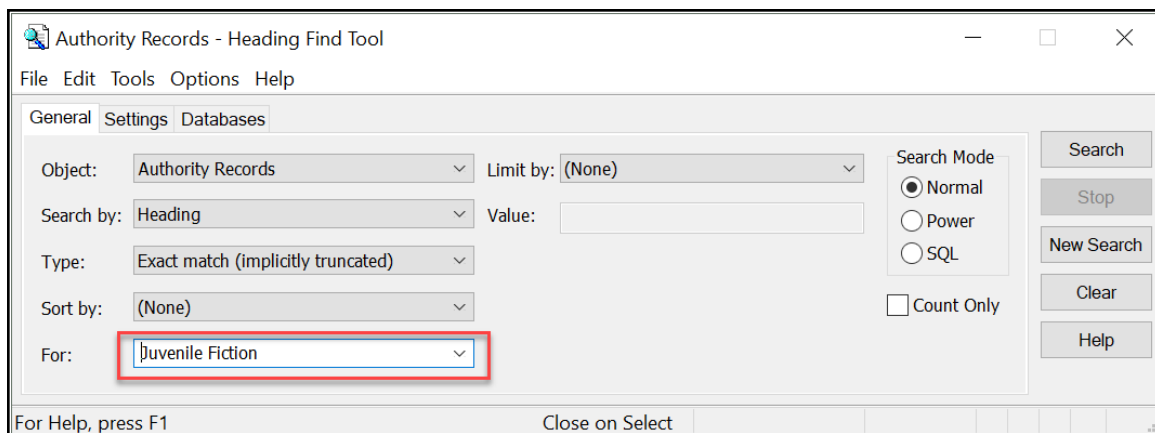 Authority Records - Heading Find Tool
File Edit Tools Options Help
General Settings Databases
Object: Authority Records Limit by: (None)
Search by: Heading Value:
Type: Exact match (implicitly truncated)
Sort by: (None)
For: Juvenile Fiction
Search Mode
Normal
Power
SQL
Count Only
Search
Stop
New Search
Clear
Help
For Help, press F1 Close on Select